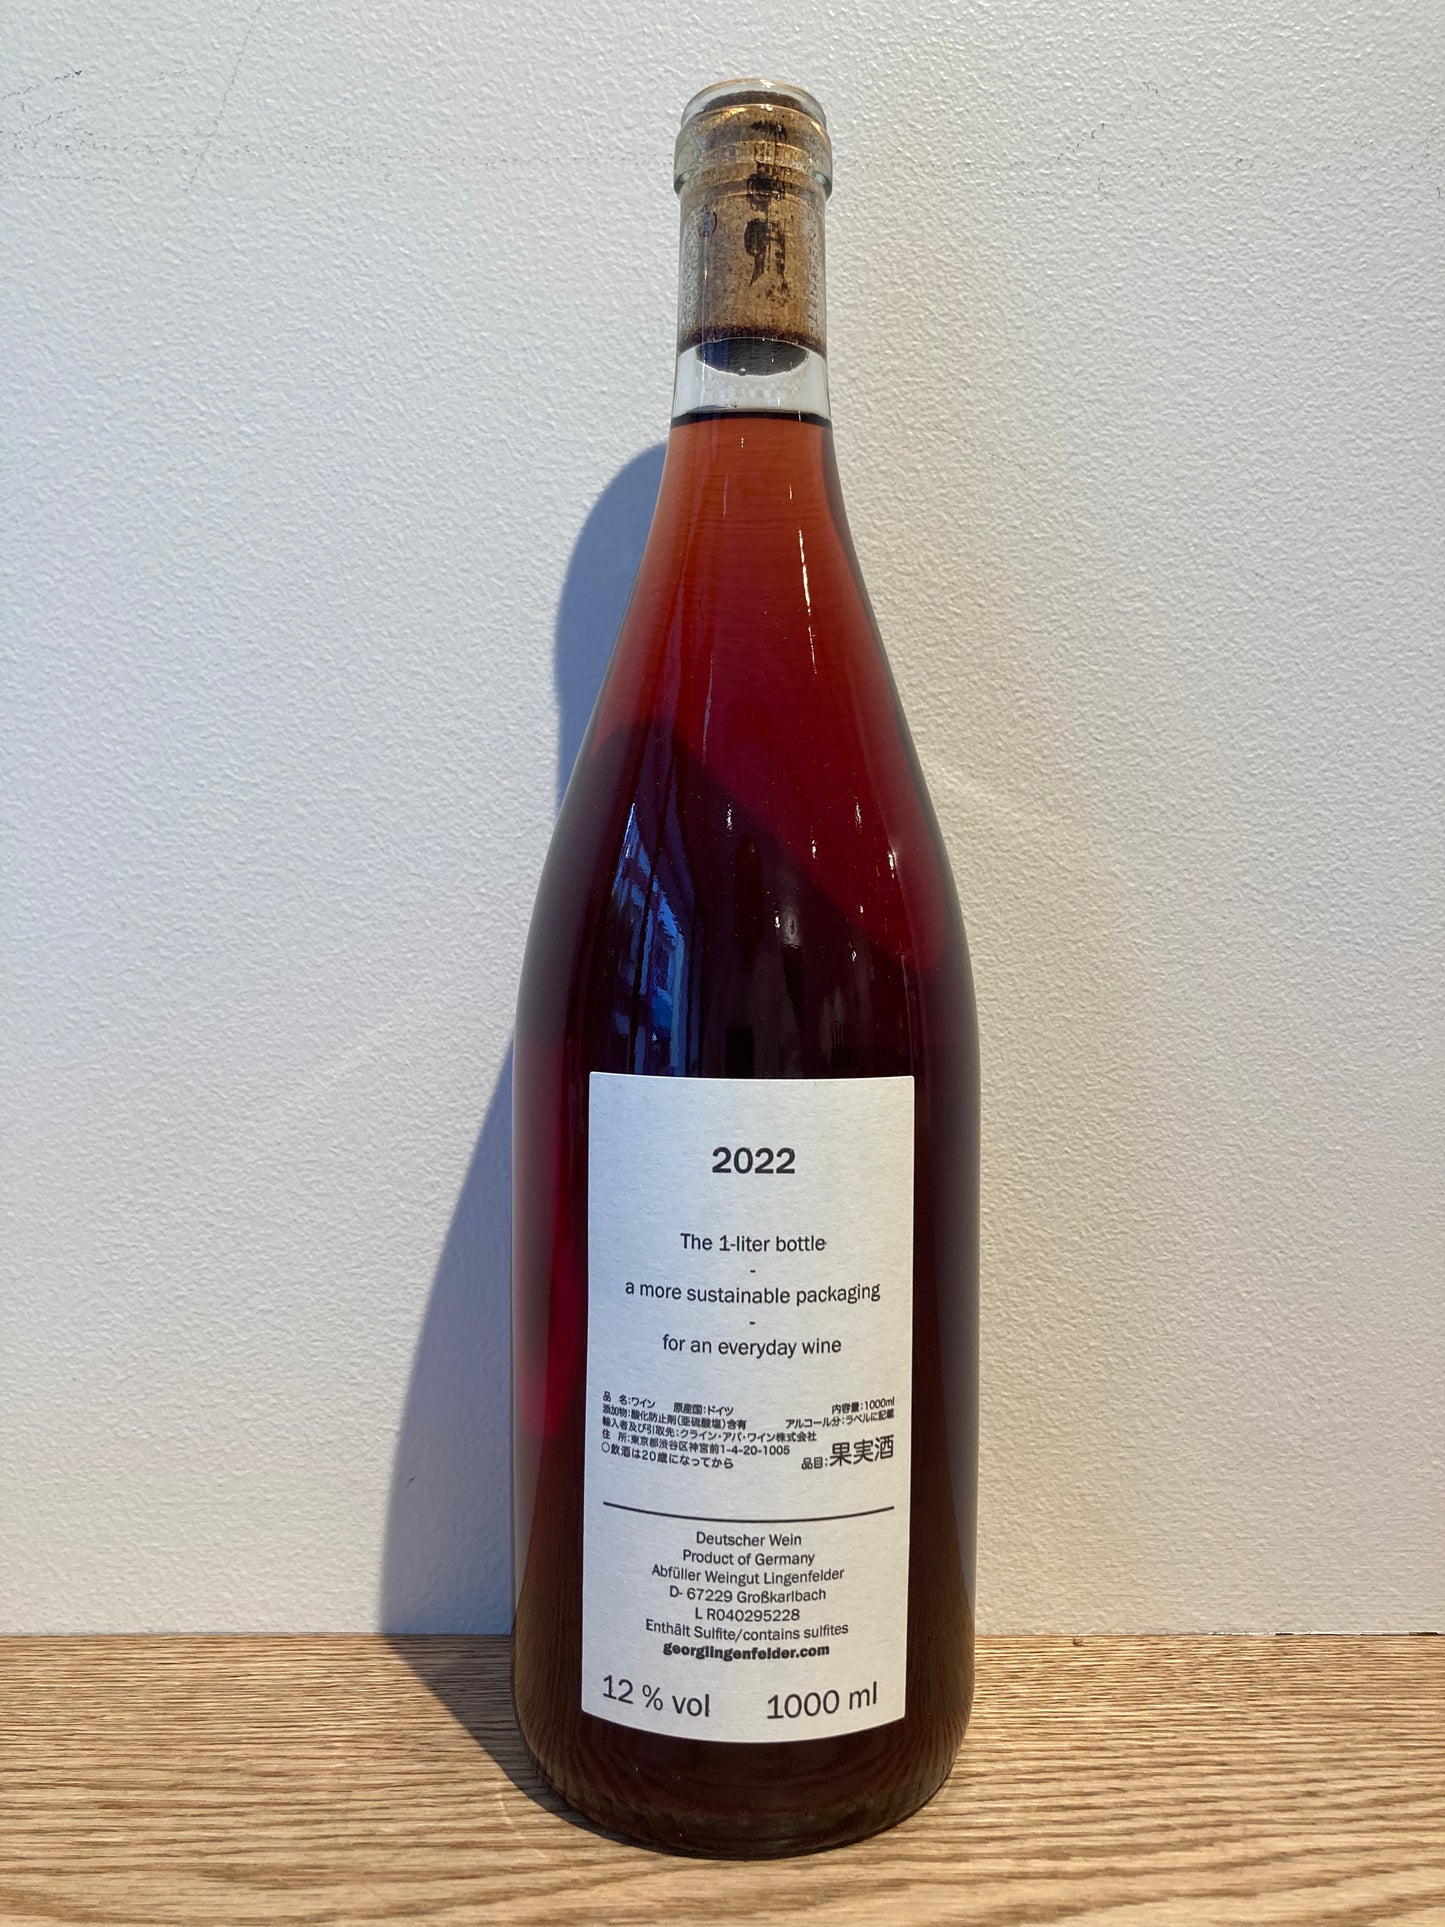 2022
The 1-liter bottle
-
a more sustainable packaging
-
for an everyday wine
品 名:ワイン 原産国:ドイツ 内容量:1000ml
添加物:酸化防止剤(亜硫酸塩)含有 アルコール分:ラベルに記載
輸入者及び引取先:クライン・アバ・ワイン株式会社
住 所:東京都渋谷区神宮前1-4-20-1005
○飲酒は20歳になってから 品目:果実酒
Deutscher Wein
Product of Germany
Abfüller Weingut Lingenfelder
D- 67229 Großkarlbach
L R040295228
Enthält Sulfite/contains sulfites
georglingenfelder.com
12 % vol 1000 ml